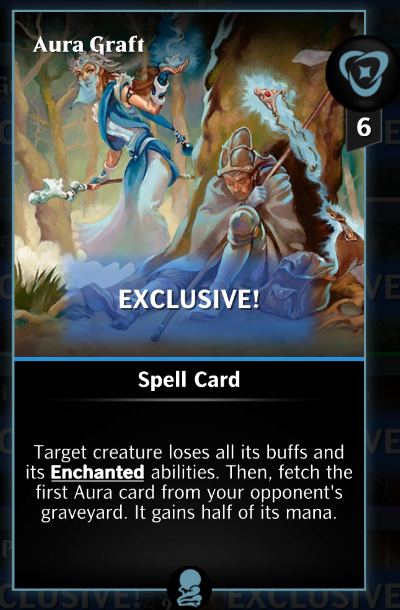 Aura Graft
6
EXCLUSIVE!
Spell Card
Target creature loses all its buffs and
its Enchanted abilities. Then, fetch the
first Aura card from your opponent's
graveyard. It gains half of its mana.